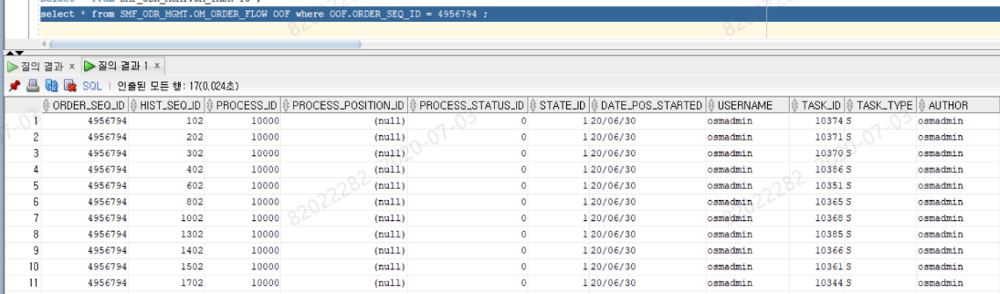 select * from SMF_ODR_MGMT.OM_ORDER_FLOW OOF where OOF.ORDER_SEQ_ID = 4956794 ;
질의 결과 × 질의 결과 1 ×
SQL | 인출된 모든 행: 17(0,024초)
ORDER_SEQ_ID HIST_SEQ_ID PROCESS_ID PROCESS_POSITION_ID PROCESS_STATUS_ID STATE_ID DATE_POS_STARTED USERNAME TASK_ID TASK_TYPE AUTHOR
1 4956794 102 10000 (null) 0 1 20/06/30 osmadmin 10374 S osmadmin
2 4956794 202 10000 (null) 0 1 20/06/30 osmadmin 10371 S osmadmin
3 4956794 302 10000 (null) 0 1 20/06/30 osmadmin 10370 S osmadmin
4 4956794 402 10000 (null) 0 1 20/06/30 osmadmin 10386 S osmadmin
5 4956794 602 10000 (null) 0 1 20/06/30 osmadmin 10351 S osmadmin
6 4956794 802 10000 (null) 0 1 20/06/30 osmadmin 10365 S osmadmin
7 4956794 1002 10000 (null) 0 1 20/06/30 osmadmin 10368 S osmadmin
8 4956794 1302 10000 (null) 0 1 20/06/30 osmadmin 10385 S osmadmin
9 4956794 1402 10000 (null) 0 1 20/06/30 osmadmin 10366 S osmadmin
10 4956794 1502 10000 (null) 0 1 20/06/30 osmadmin 10361 S osmadmin
11 4956794 1702 10000 (null) 0 1 20/06/30 osmadmin 10344 S osmadmin
82022282 2020-07-03
82022282 2020-07-03